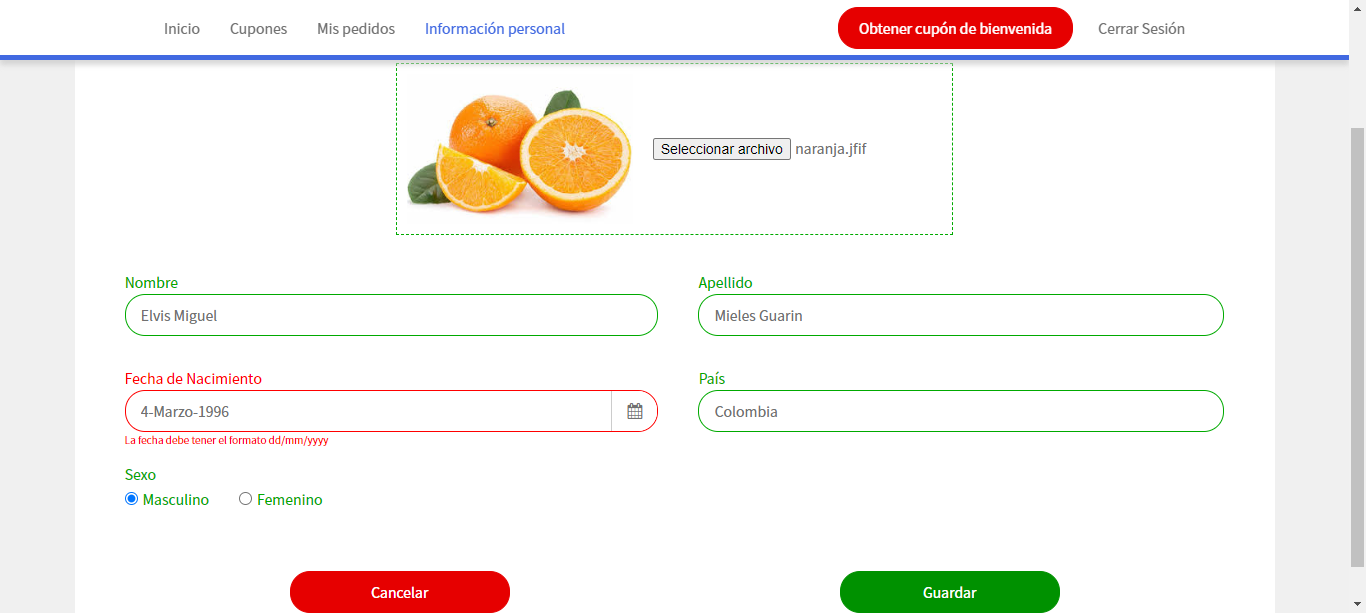 Inicio Cupones Mis pedidos Información personal Obtener cupón de bienvenida Cerrar Sesión
Seleccionar archivo naranja.jfif
Nombre Apellido
Elvis Miguel Mieles Guarin
Fecha de Nacimiento País
4-Marzo-1996 Colombia
La fecha debe tener el formato dd/mm/yyyy
Sexo
Masculino Femenino
Cancelar Guardar